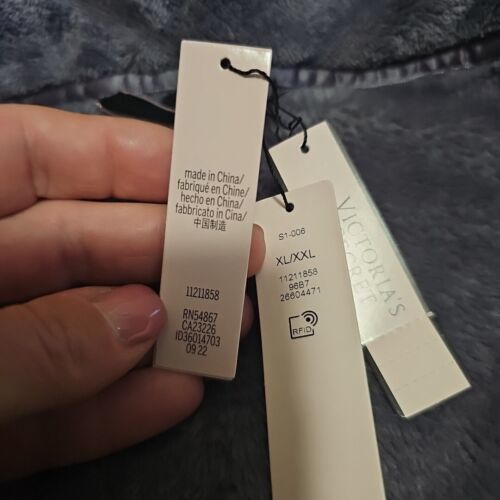 made in China/
fabriqué en Chine/
hecho en China/
fabbricato in Cina/
中国制造
11211858
RN54867
CA23226
ID36014703
09 22
S1-006
XL/XXL
11211858
96B7
26604471
RFID
VICTORIA'S
SECRET